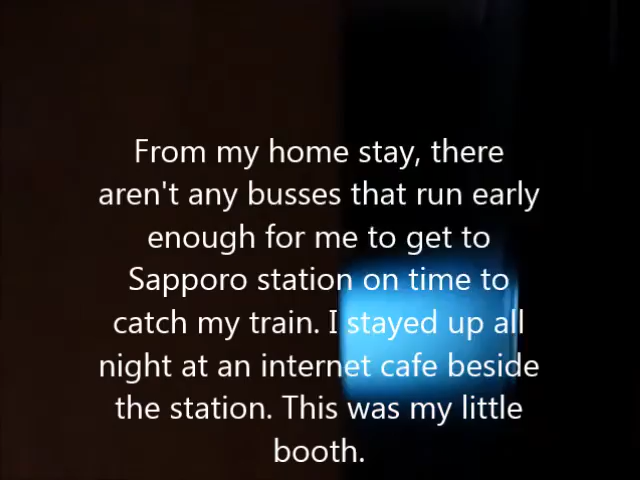 From my home stay, there
aren't any busses that run early
enough for me to get to
Sapporo station on time to
catch my train. I stayed up all
night at an internet cafe beside
the station. This was my little
booth.